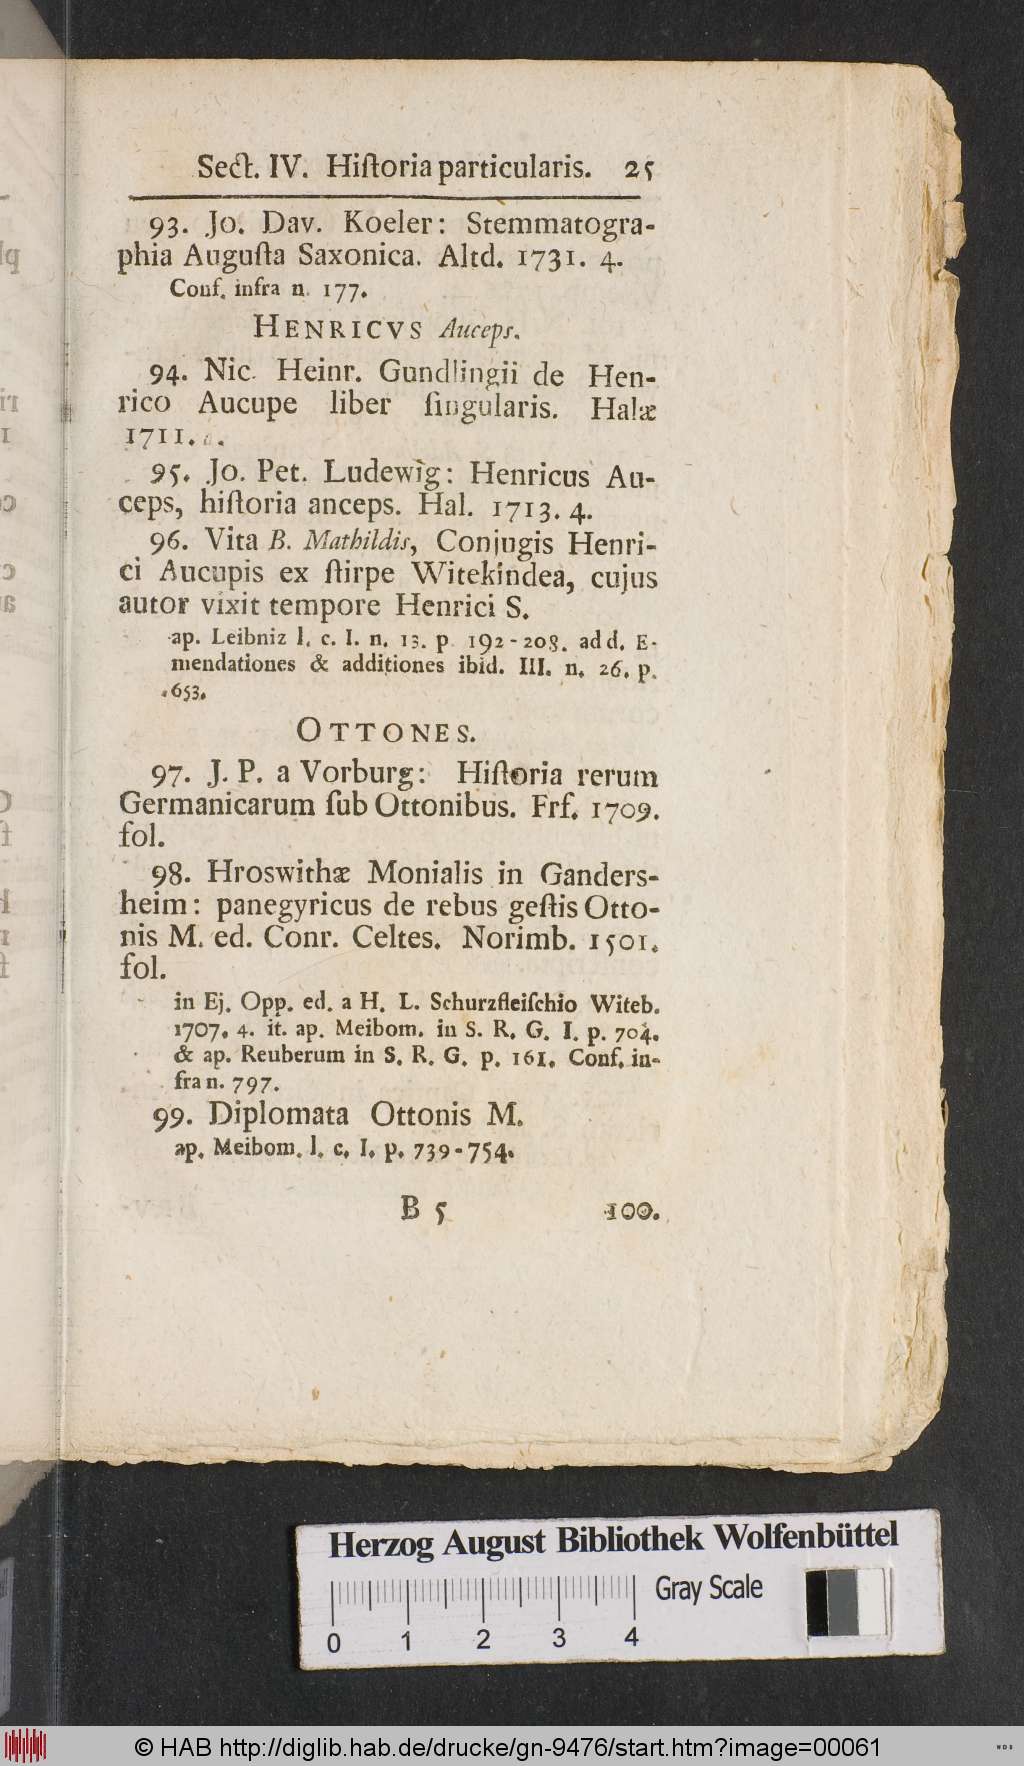 Sect. IV. Hiſtoria particularis. 25
93. Jo. Dav. Koeler: Stemmatogra-
phia Auguſta Saxonica. Altd. 1731. 4.
Conf. infra n. 177.
HENRICVS Auceps.
94. Nic. Heinr. Gundlingii de Hen-
rico Aucupe liber ſingularis. Halæ
1711.
95. Jo. Pet. Ludewig: Henricus Au-
ceps, hiſtoria anceps. Hal. 1713. 4.
96. Vita B. Mathildis, Conjugis Henri-
ci Aucupis ex ſtirpe Witekindea, cujus
autor vixit tempore Henrici S.
ap. Leibniz l. c. I. n. 13. p. 192-208. add. E-
mendationes & additiones ibid. III. n. 26. p.
653.
OTTONES.
97. J. P. a Vorburg: Hiſtoria rerum
Germanicarum ſub Ottonibus. Frf. 1709.
fol.
98. Hroswithæ Monialis in Ganders-
heim: panegyricus de rebus geſtis Otto-
nis M. ed. Conr. Celtes. Norimb. 1501.
fol.
in Ej. Opp. ed. a H. L. Schurzfleiſchio Witeb.
1707. 4. it. ap. Meibom. in S. R. G. I. p. 704.
& ap. Reuberum in S. R. G. p. 161. Conf. in-
fra n. 797.
99. Diplomata Ottonis M.
ap. Meibom. l. c. I. p. 739-754.
B 5 100.
Herzog August Bibliothek Wolfenbüttel
Gray Scale
0 1 2 3 4
© HAB http://diglib.hab.de/drucke/gn-9476/start.htm?image=00061